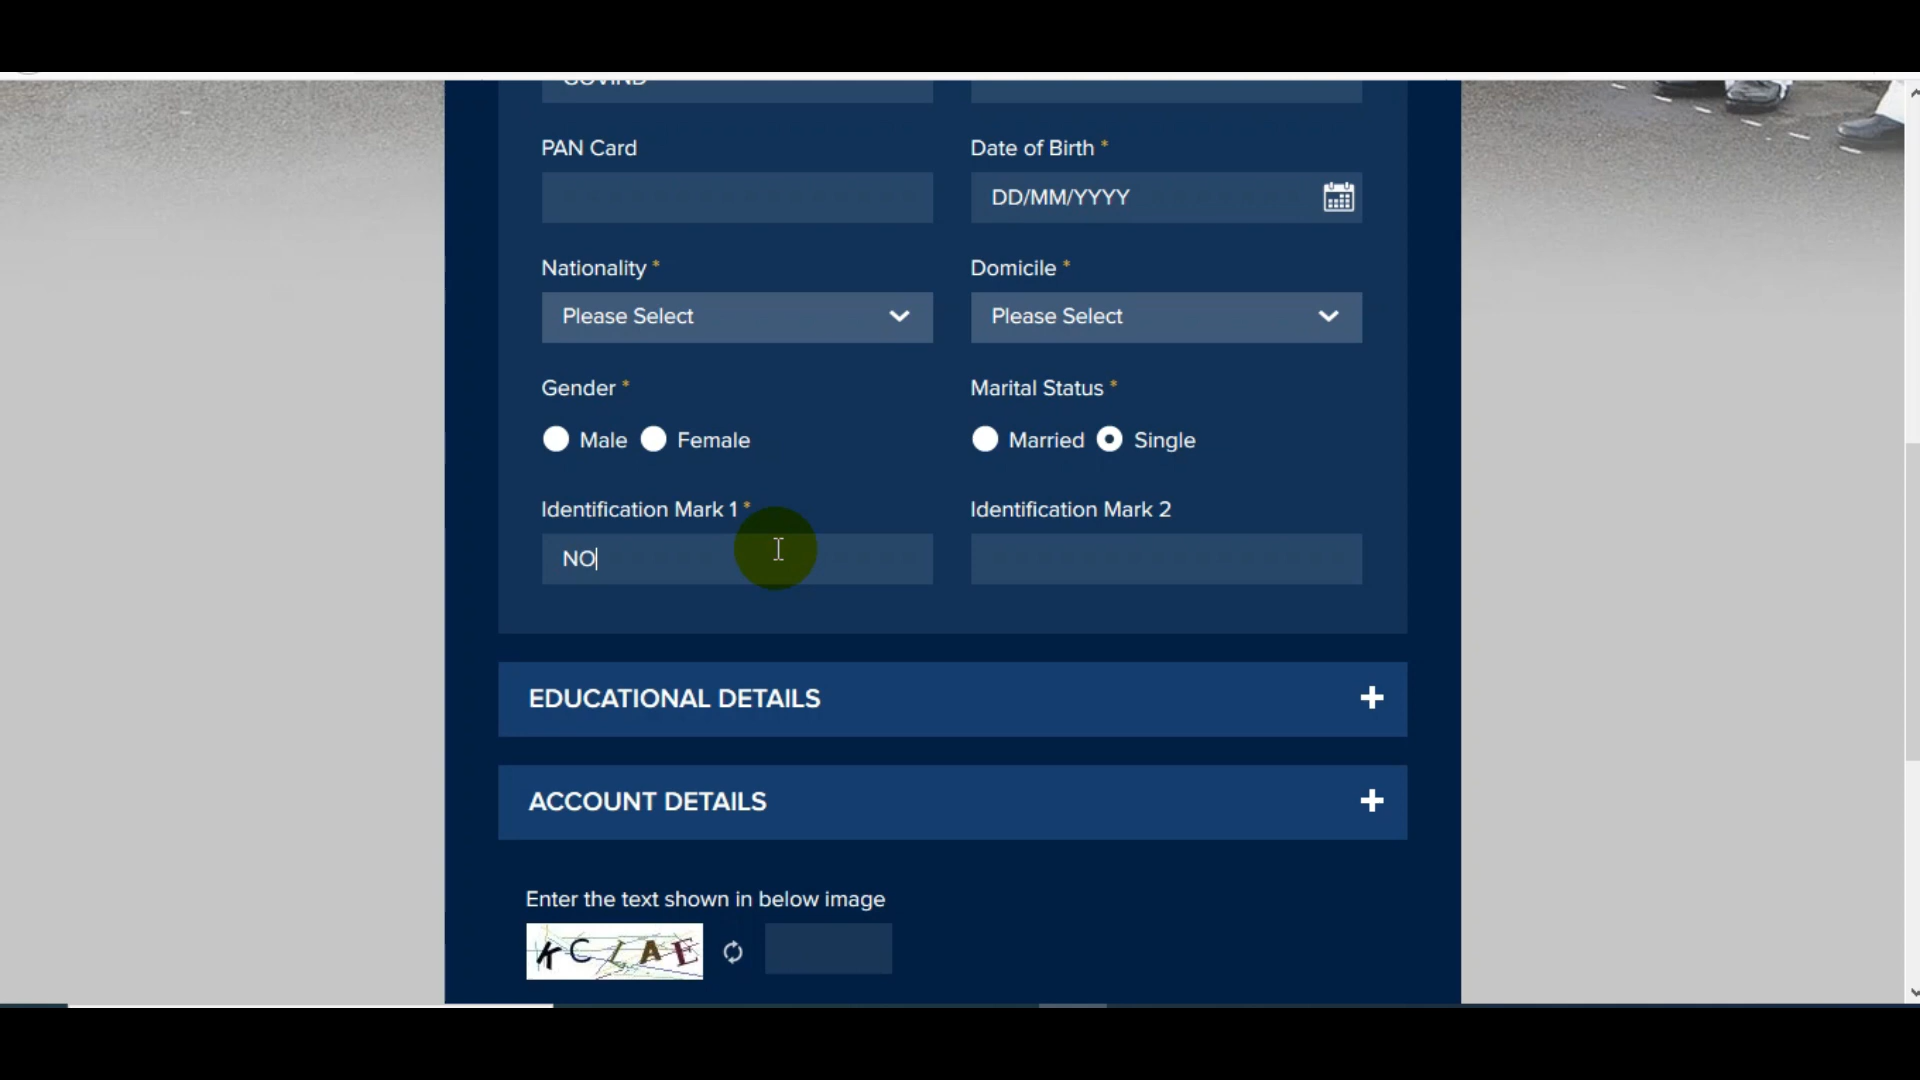 GOVIND
PAN Card
Date of Birth *
DD/MM/YYYY
Nationality *
Domicile *
Please Select
Please Select
Gender *
Marital Status *
Male Female
Married Single
Identification Mark 1 *
Identification Mark 2
NO
EDUCATIONAL DETAILS +
ACCOUNT DETAILS +
Enter the text shown in below image